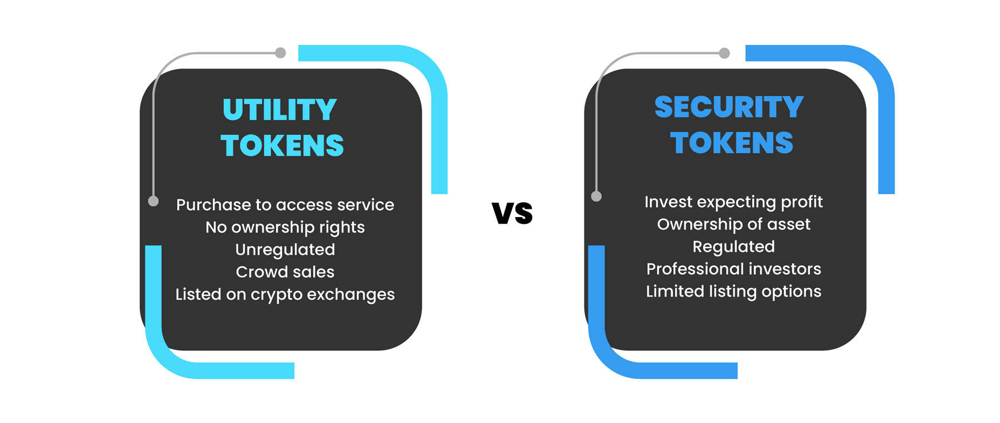 UTILITY
TOKENS
Purchase to access service
No ownership rights
Unregulated
Crowd sales
Listed on crypto exchanges
VS
SECURITY
TOKENS
Invest expecting profit
Ownership of asset
Regulated
Professional investors
Limited listing options